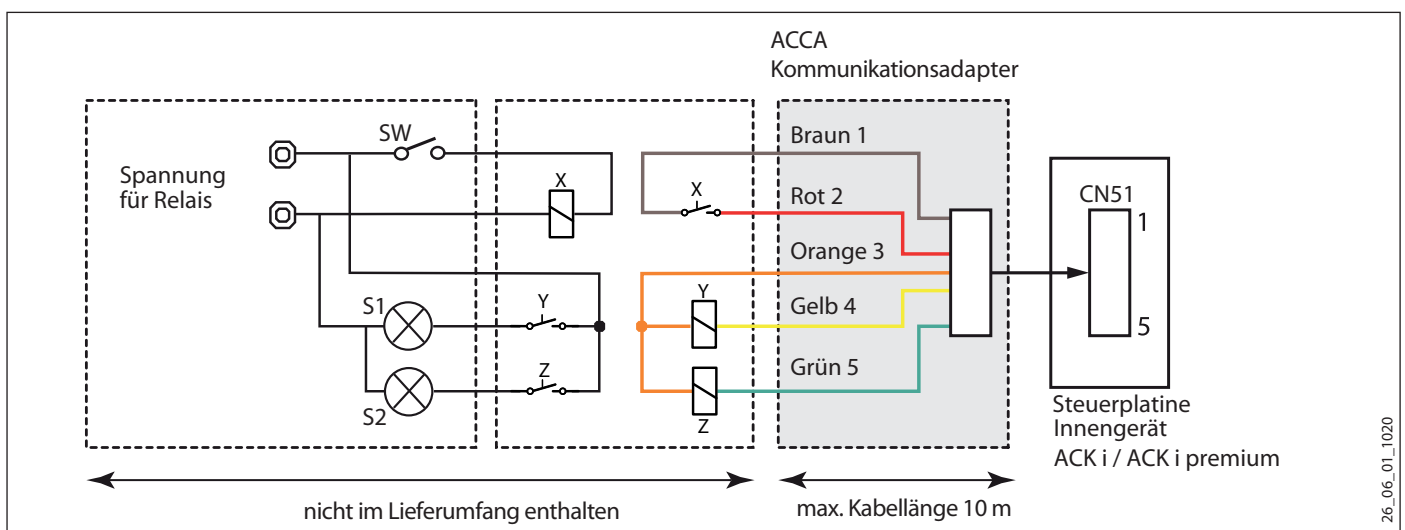 ACCA
Kommunikationsadapter
Spannung
für Relais
SW
X
X
Braun 1
Rot 2
Orange 3
Gelb 4
Grün 5
CN51
1
5
S1
Y
Y
S2
Z
Z
Steuerplatine
Innengerät
ACK i / ACK i premium
nicht im Lieferumfang enthalten
max. Kabellänge 10 m
26_06_01_1020